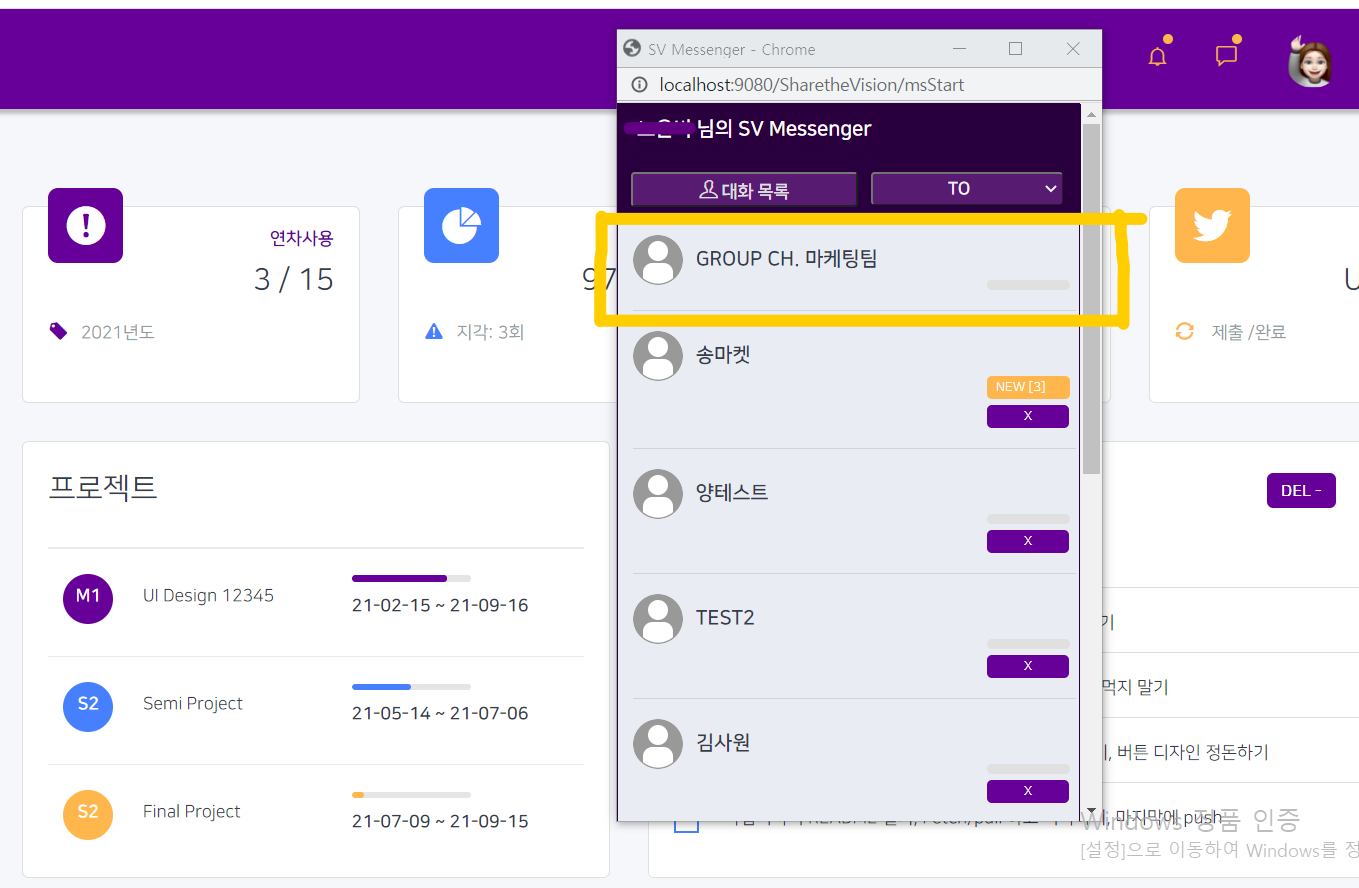 SV Messenger - Chrome
localhost:9080/SharetheVision/msStart
님의 SV Messenger
대화 목록
TO
GROUP CH. 마케팅팀
송마켓
NEW [3]
X
양테스트
X
TEST2
X
김사원
X
연차사용
3 / 15
2021년도
97
지각: 3회
U
제출 /완료
프로젝트
M1
UI Design 12345
21-02-15 ~ 21-09-16
S2
Semi Project
21-05-14 ~ 21-07-06
S2
Final Project
21-07-09 ~ 21-09-15
DEL -
기
먹지 말기
버튼 디자인 정돈하기
마지막에 push
Windows 정품 인증
[설정]으로 이동하여 Windows를 정